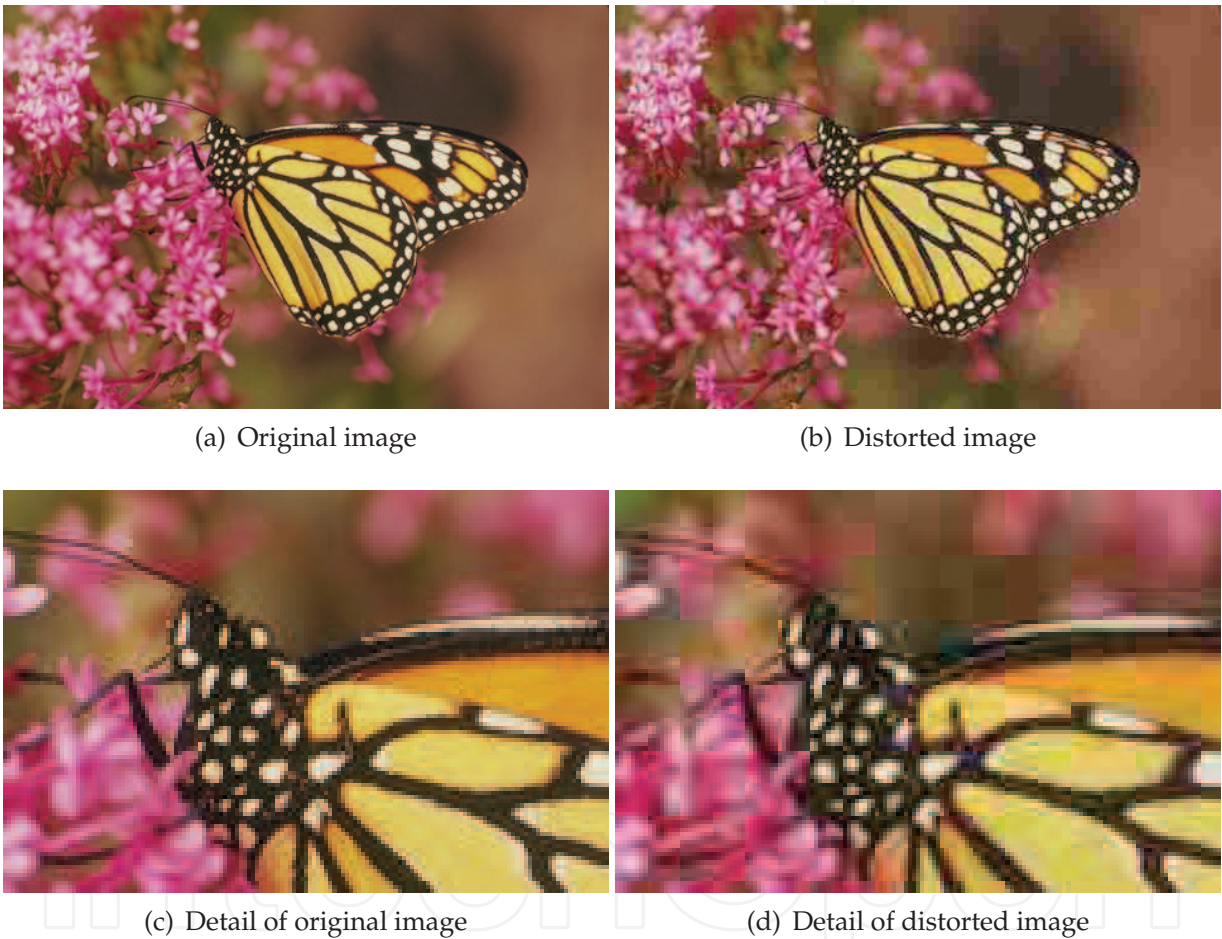 (a) Original image
(b) Distorted image
(c) Detail of original image
(d) Detail of distorted image